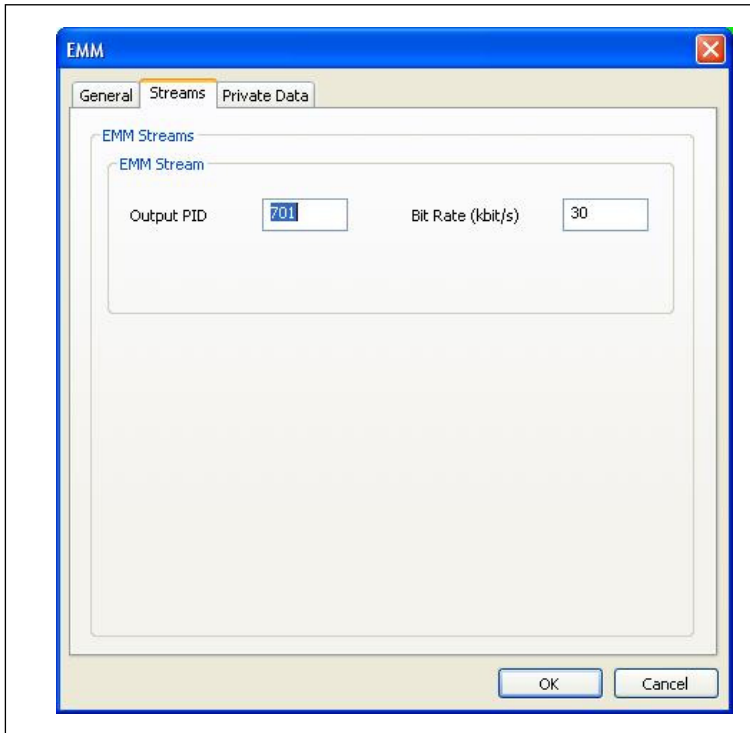 EMM
General Streams Private Data
EMM Streams
EMM Stream
Output PID 701 Bit Rate (kbit/s) 30
OK Cancel